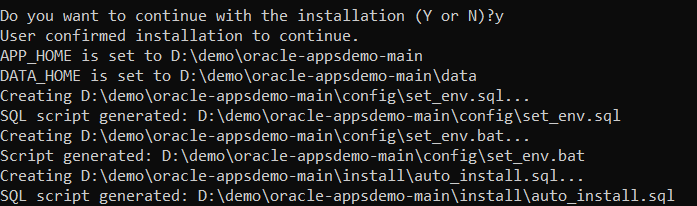 Do you want to continue with the installation (Y or N)?y
User confirmed installation to continue.
APP_HOME is set to D:\demo\oracle-appsdemo-main
DATA_HOME is set to D:\demo\oracle-appsdemo-main\data
Creating D:\demo\oracle-appsdemo-main\config\set_env.sql...
SQL script generated: D:\demo\oracle-appsdemo-main\config\set_env.sql
Creating D:\demo\oracle-appsdemo-main\config\set_env.bat...
Script generated: D:\demo\oracle-appsdemo-main\config\set_env.bat
Creating D:\demo\oracle-appsdemo-main\install\auto_install.sql...
SQL script generated: D:\demo\oracle-appsdemo-main\install\auto_install.sql